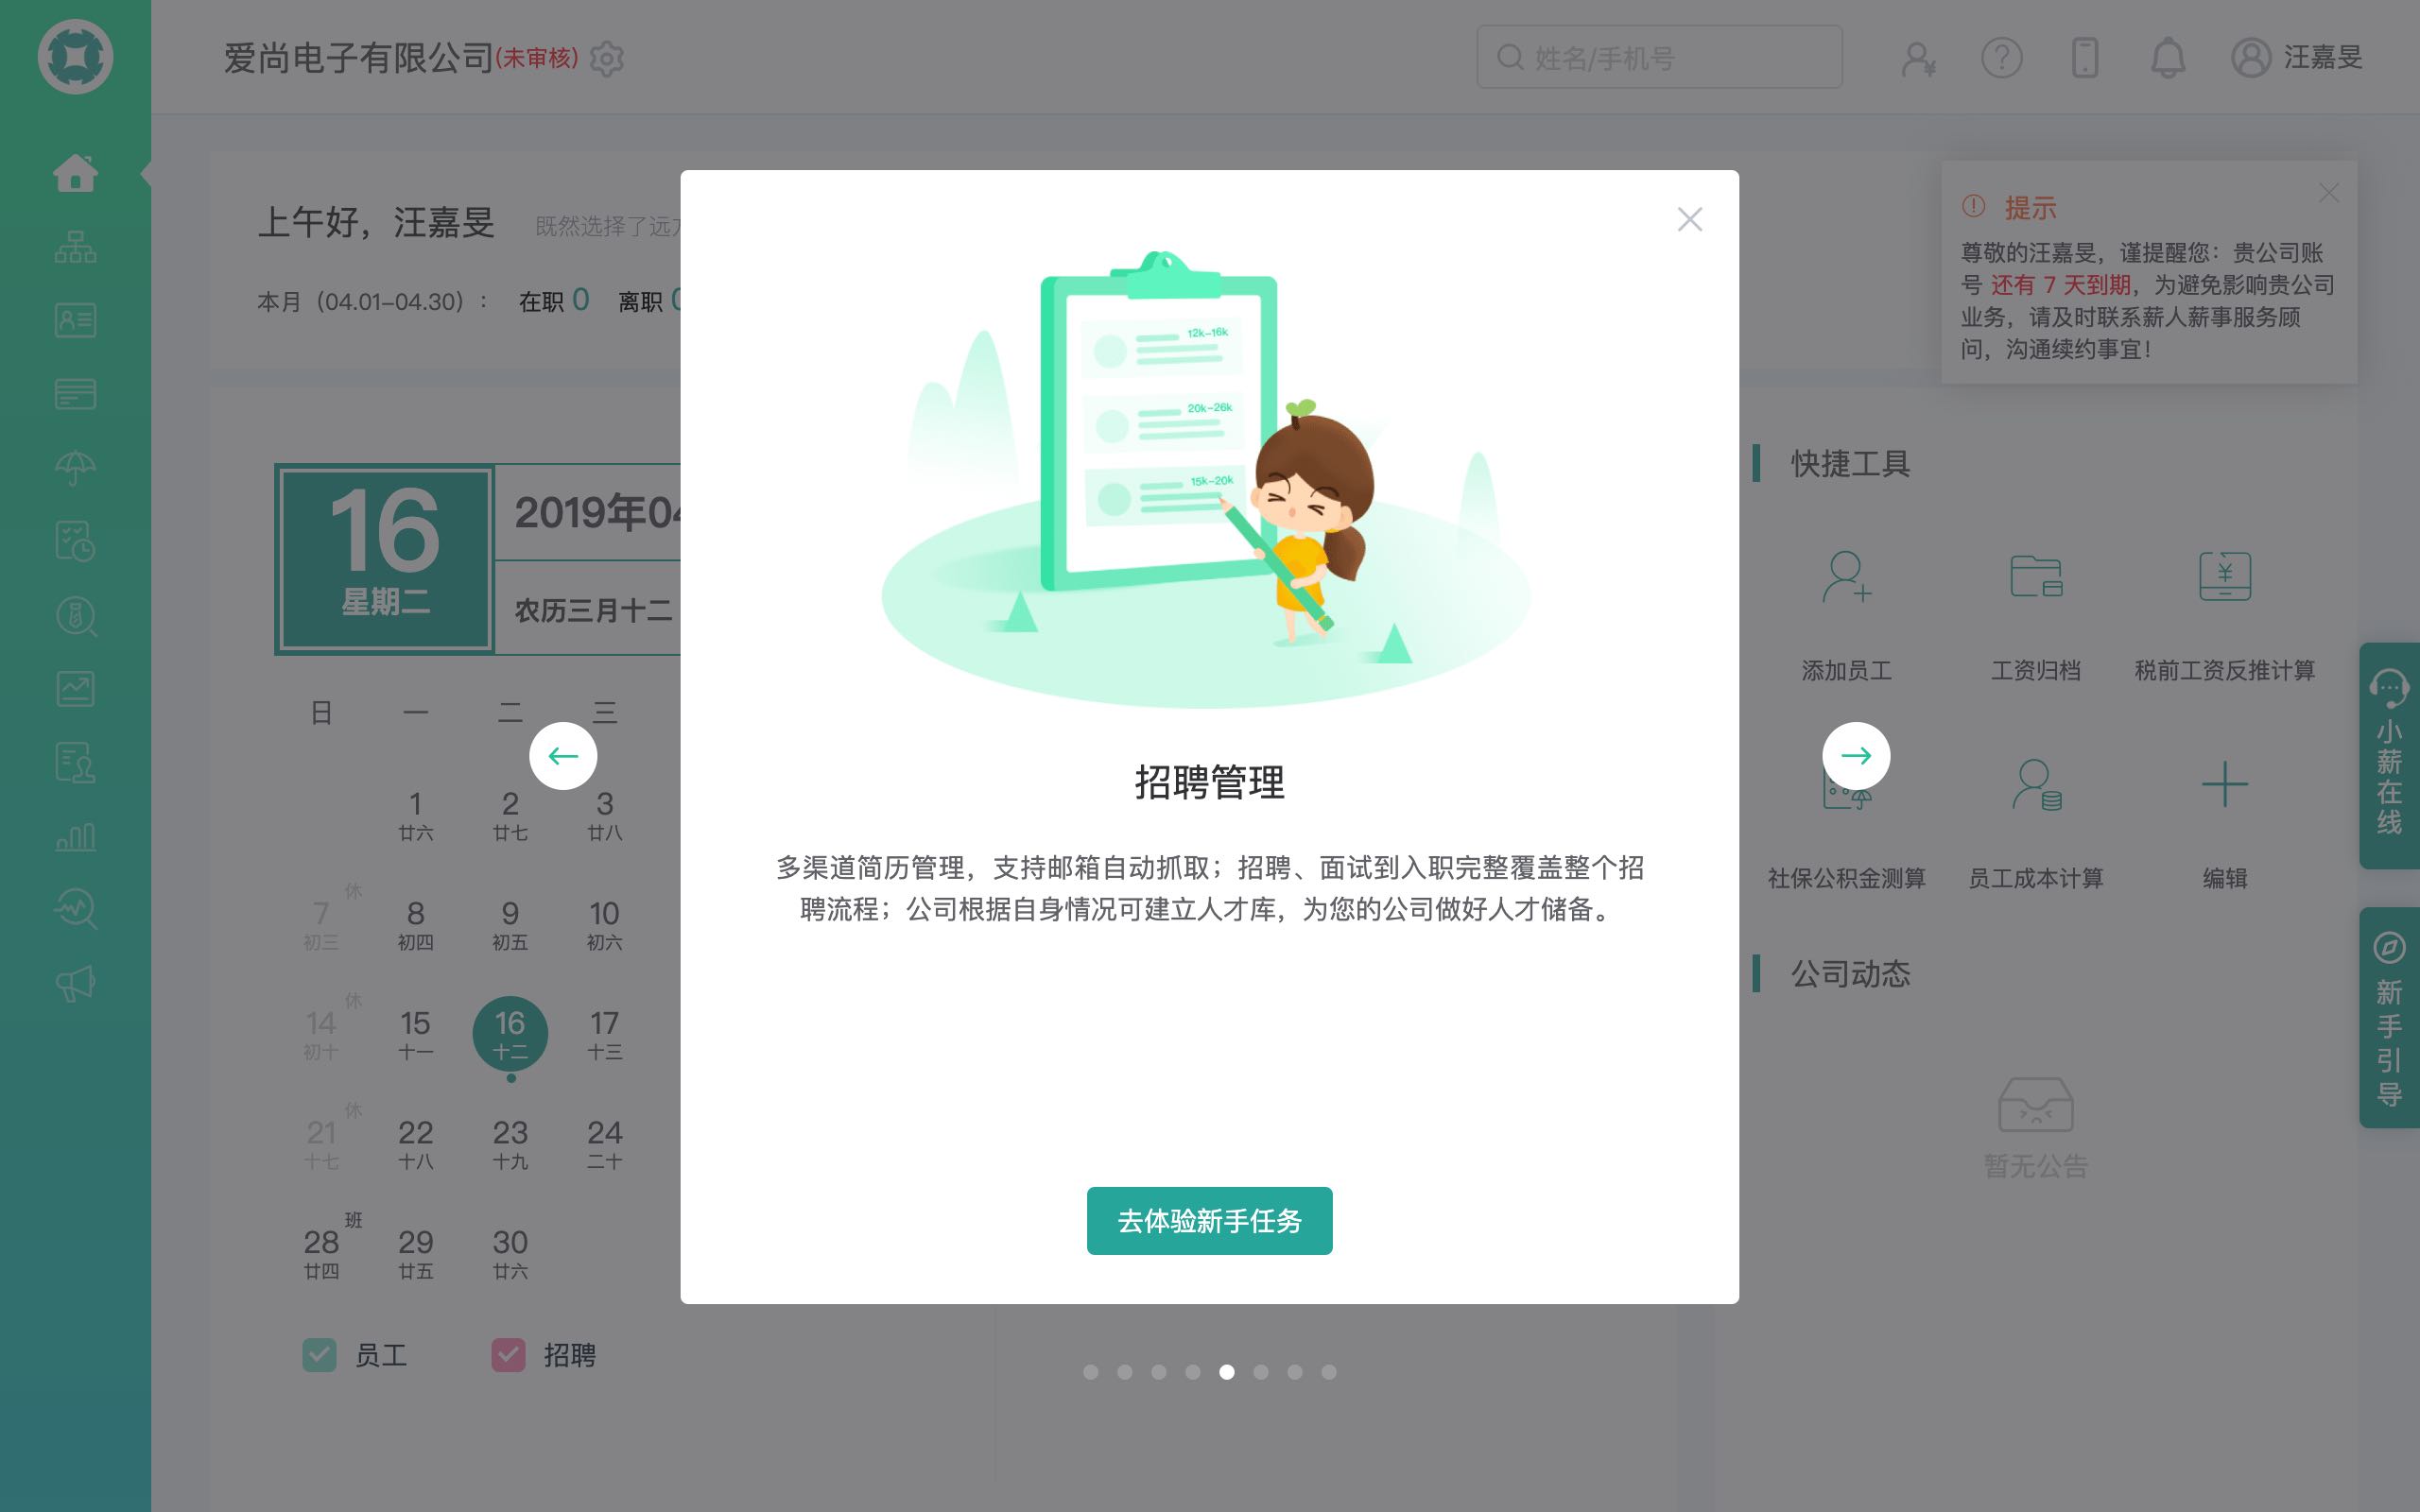 爱尚电子有限公司(未审核)
姓名/手机号
汪嘉旻
上午好，汪嘉旻
既然选择了远
本月（04.01-04.30）：
在职 0
离职
提示
尊敬的汪嘉旻，谨提醒您：贵公司账
号 还有 7 天到期，为避免影响贵公司
业务，请及时联系薪人薪事服务顾
问，沟通续约事宜！
16
星期二
2019年04
农历三月十二
日 一 二 三
1 2 3
廿六 廿七 廿八
休
7 8 9 10
初三 初四 初五 初六
休
14 15 16 17
初十 十一 十二 十三
休
21 22 23 24
十七 十八 十九 二十
班
28 29 30
廿四 廿五 廿六
员工 招聘
12k-16k
20k-26k
15k-20k
招聘管理
多渠道简历管理，支持邮箱自动抓取；招聘、面试到入职完整覆盖整个招
聘流程；公司根据自身情况可建立人才库，为您的公司做好人才储备。
去体验新手任务
快捷工具
添加员工 工资归档 税前工资反推计算
社保公积金测算 员工成本计算 编辑
公司动态
暂无公告
小薪在线
新手引导